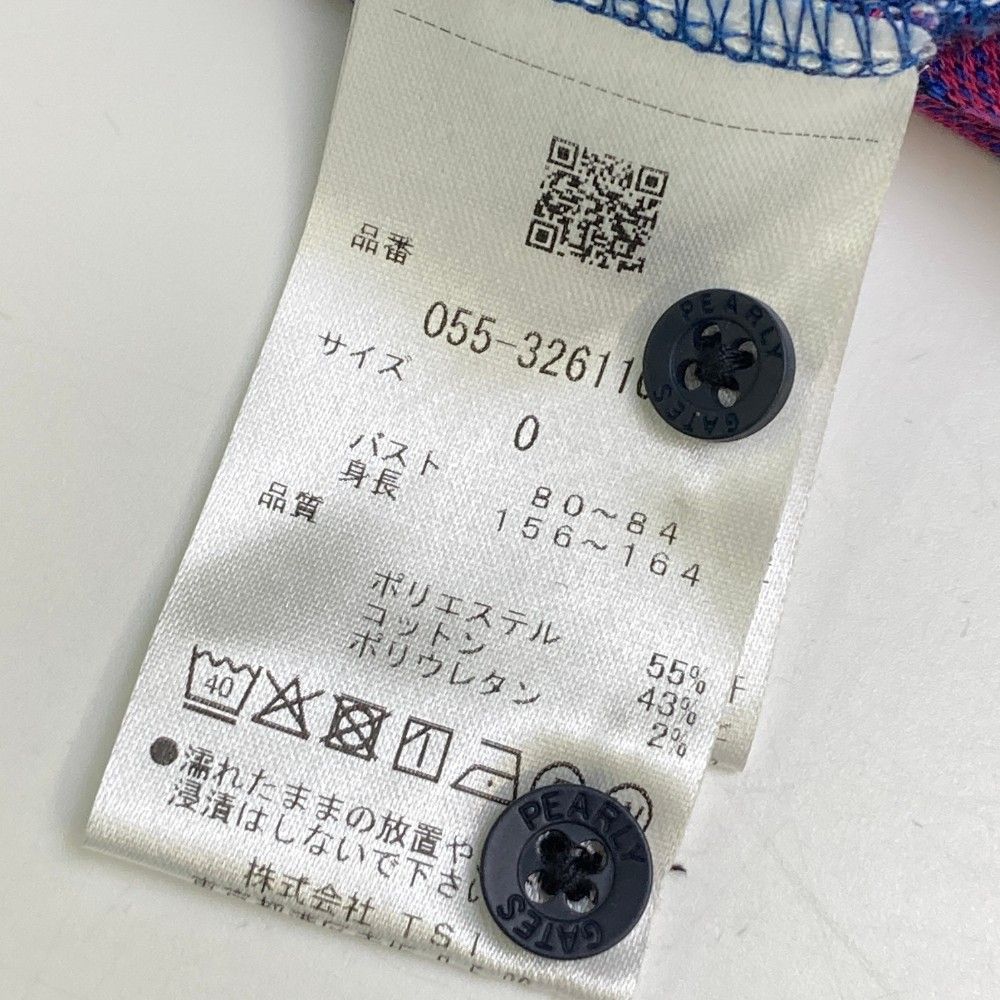 品番
055-326110
PEARLY GATES
サイズ
0
バスト 80～84
身長 156～164
品質
ポリエステル 55%
コットン 43%
ポリウレタン 2%
40
●濡れたままの放置や
浸漬はしないで下さい
株式会社 TSI
PEARLY GATES
F